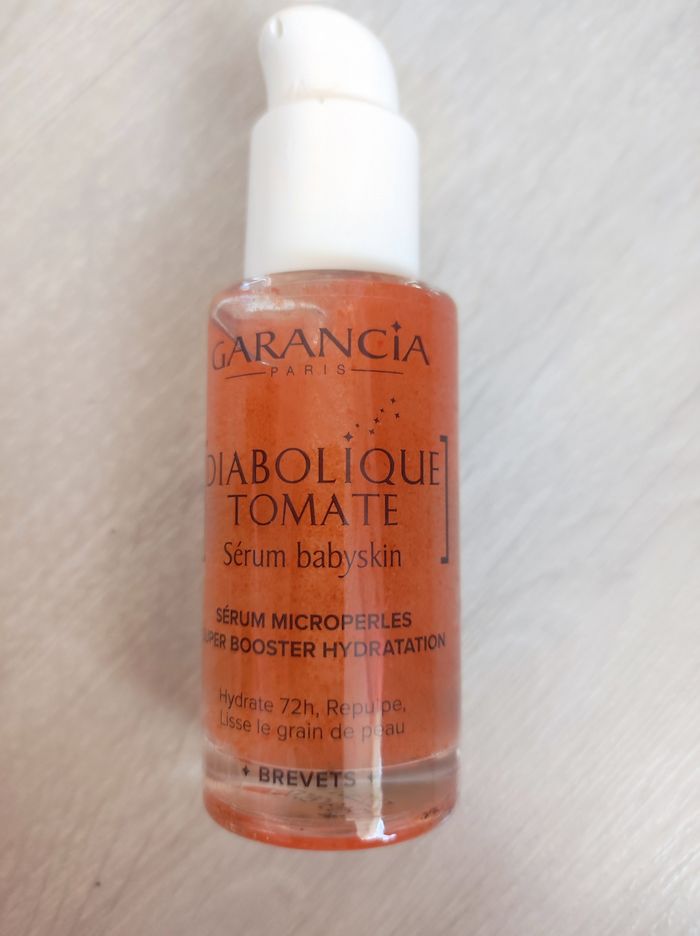 GARANCIA
PARIS
[DIABOLIQUE]
TOMATE
Sérum babyskin
SÉRUM MICROPERLES
SUPER BOOSTER HYDRATATION
Hydrate 72h, Repulpe,
Lisse le grain de peau
+ BREVETS +